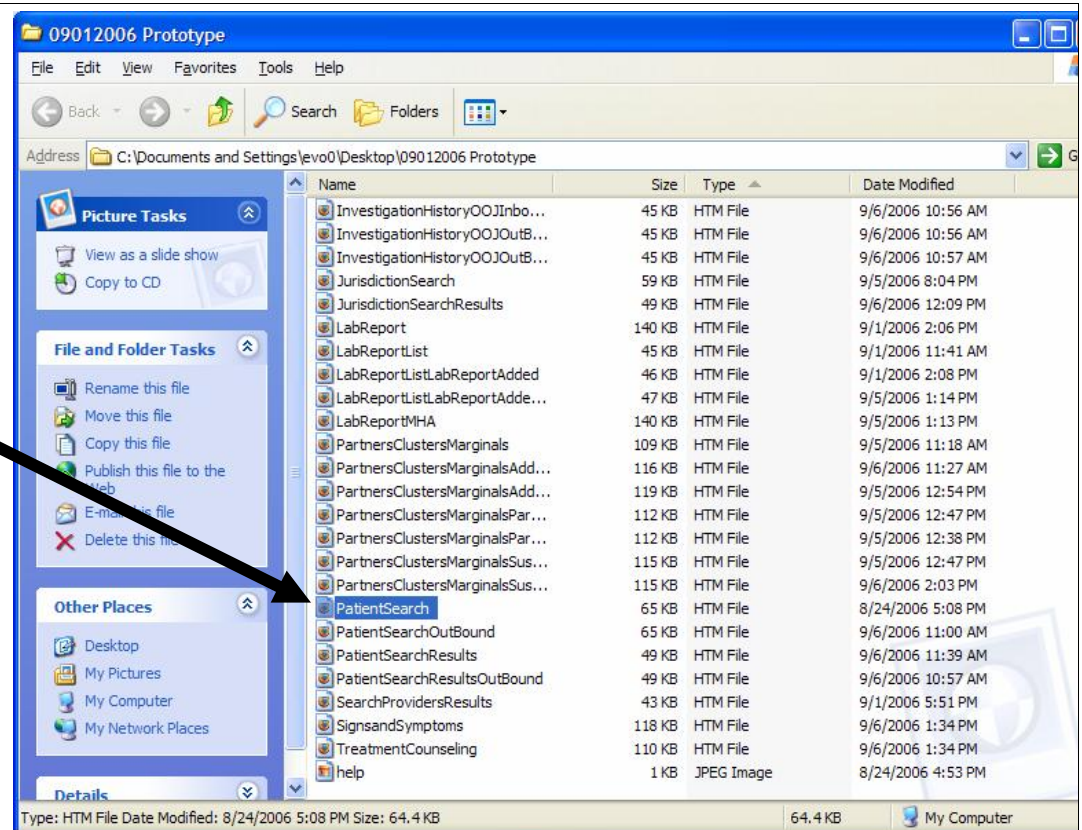 09012006 Prototype
File Edit View Favorites Tools Help
Back Search Folders
Address C:\Documents and Settings\evo0\Desktop\09012006 Prototype G
Picture Tasks
View as a slide show
Copy to CD
File and Folder Tasks
Rename this file
Move this file
Copy this file
Publish this file to the
Web
E-mail this file
Delete this file
Other Places
Desktop
My Pictures
My Computer
My Network Places
Details
Name Size Type Date Modified
InvestigationHistoryOOJInbo... 45 KB HTM File 9/6/2006 10:56 AM
InvestigationHistoryOOJOutB... 45 KB HTM File 9/6/2006 10:56 AM
InvestigationHistoryOOJOutB... 45 KB HTM File 9/6/2006 10:57 AM
JurisdictionSearch 59 KB HTM File 9/5/2006 8:04 PM
JurisdictionSearchResults 49 KB HTM File 9/6/2006 12:09 PM
LabReport 140 KB HTM File 9/1/2006 2:06 PM
LabReportList 45 KB HTM File 9/1/2006 11:41 AM
LabReportListLabReportAdded 46 KB HTM File 9/1/2006 2:08 PM
LabReportListLabReportAdde... 47 KB HTM File 9/5/2006 1:14 PM
LabReportMHA 140 KB HTM File 9/5/2006 1:13 PM
PartnersClustersMarginals 109 KB HTM File 9/5/2006 11:18 AM
PartnersClustersMarginalsAdd... 116 KB HTM File 9/6/2006 11:27 AM
PartnersClustersMarginalsAdd... 119 KB HTM File 9/5/2006 12:54 PM
PartnersClustersMarginalsPar... 112 KB HTM File 9/5/2006 12:47 PM
PartnersClustersMarginalsPar... 112 KB HTM File 9/5/2006 12:38 PM
PartnersClustersMarginalsSus... 115 KB HTM File 9/5/2006 12:47 PM
PartnersClustersMarginalsSus... 115 KB HTM File 9/6/2006 2:03 PM
PatientSearch 65 KB HTM File 8/24/2006 5:08 PM
PatientSearchOutBound 65 KB HTM File 9/6/2006 11:00 AM
PatientSearchResults 49 KB HTM File 9/6/2006 11:39 AM
PatientSearchResultsOutBound 49 KB HTM File 9/6/2006 10:57 AM
SearchProvidersResults 43 KB HTM File 9/1/2006 5:51 PM
SignsandSymptoms 118 KB HTM File 9/6/2006 1:34 PM
TreatmentCounseling 110 KB HTM File 9/6/2006 1:34 PM
help 1 KB JPEG Image 8/24/2006 4:53 PM
Type: HTM File Date Modified: 8/24/2006 5:08 PM Size: 64.4 KB 64.4 KB My Computer